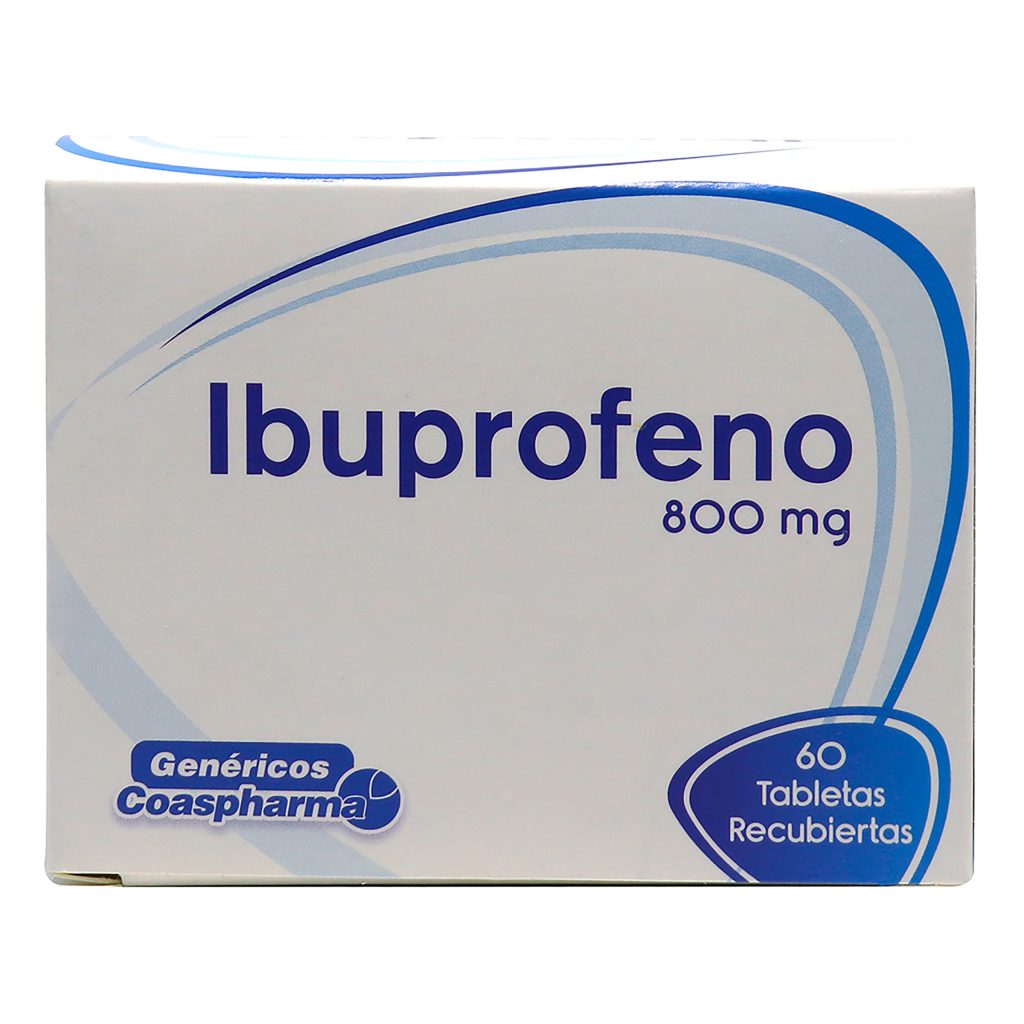 Ibuprofeno
800 mg
Genéricos
Coaspharma
60
Tabletas
Recubiertas